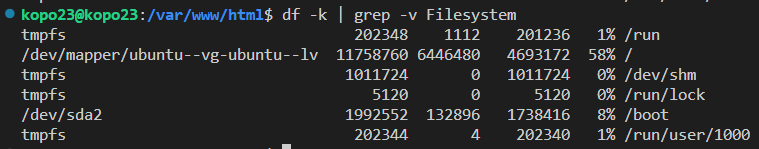 kopo23@kopo23:/var/www/html$ df -k | grep -v Filesystem
tmpfs                               202348    1112    201236   1% /run
/dev/mapper/ubuntu--vg-ubuntu--lv 11758760 6446480   4693172  58% /
tmpfs                              1011724       0   1011724   0% /dev/shm
tmpfs                                 5120       0      5120   0% /run/lock
/dev/sda2                          1992552  132896   1738416   8% /boot
tmpfs                               202344       4    202340   1% /run/user/1000